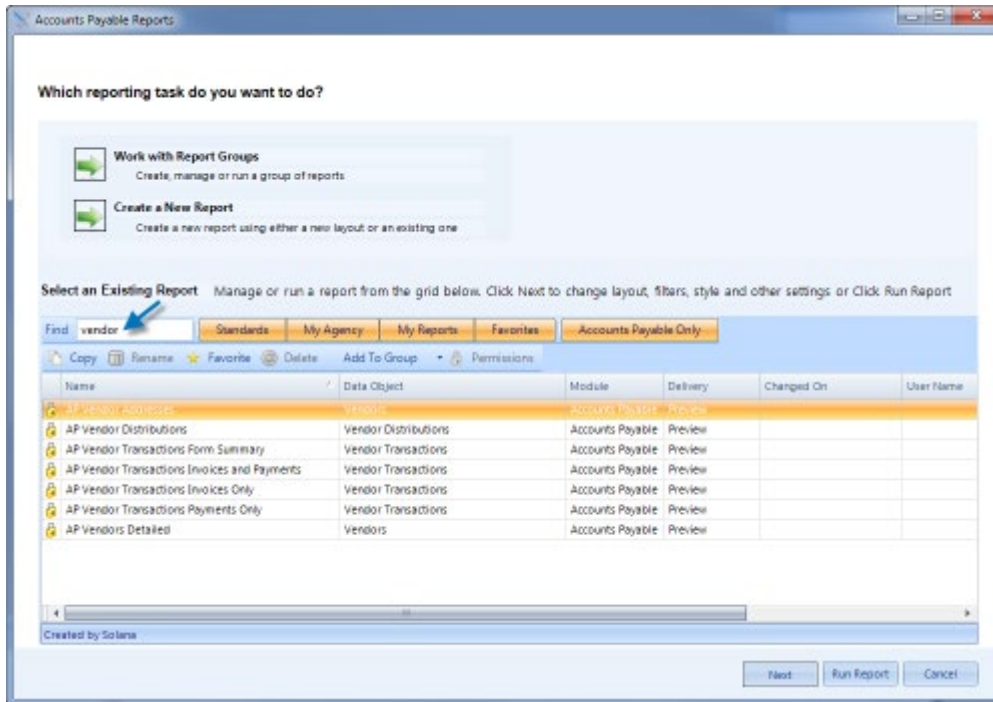 Accounts Payable Reports
Which reporting task do you want to do?
Work with Report Groups
Create, manage or run a group of reports
Create a New Report
Create a new report using either a new layout or an existing one
Select an Existing Report Manage or run a report from the grid below. Click Next to change layout, filters, style and other settings or Click Run Report
Find vendor Standards My Agency My Reports Favorites Accounts Payable Only
Copy Rename Favorite Delete Add To Group Permissions
Name Data Object Module Delivery Changed On User Name
AP Vendor Addresses Vendors Accounts Payable Preview
AP Vendor Distributions Vendor Distributions Accounts Payable Preview
AP Vendor Transactions Form Summary Vendor Transactions Accounts Payable Preview
AP Vendor Transactions Invoices and Payments Vendor Transactions Accounts Payable Preview
AP Vendor Transactions Invoices Only Vendor Transactions Accounts Payable Preview
AP Vendor Transactions Payments Only Vendor Transactions Accounts Payable Preview
AP Vendors Detailed Vendors Accounts Payable Preview
Created by Solana
Next Run Report Cancel